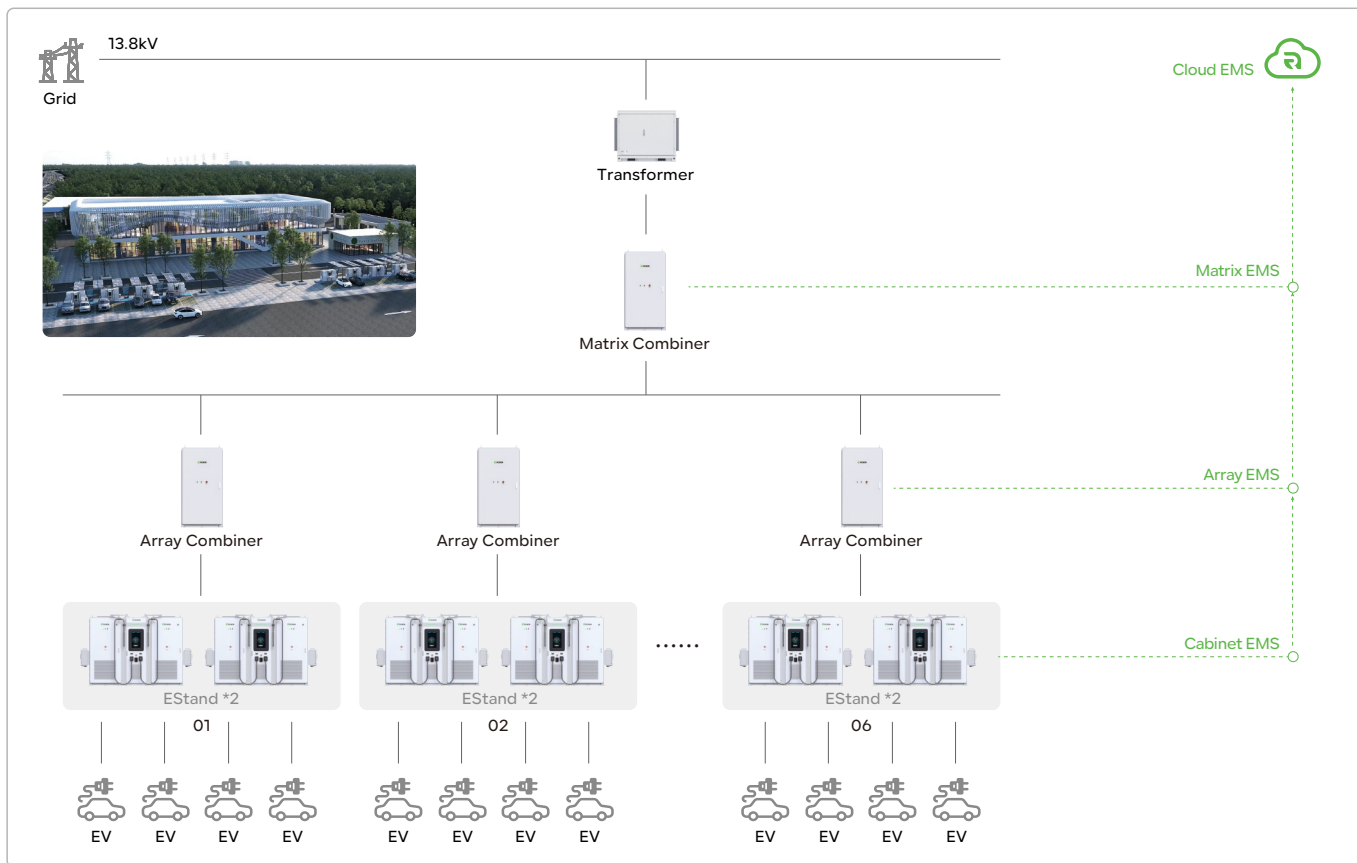 13.8kV
Grid
Cloud EMS
Transformer
Matrix EMS
Matrix Combiner
Array EMS
Array Combiner
Array Combiner
Array Combiner
Cabinet EMS
......
EStand *2
EStand *2
EStand *2
01
02
06
EV
EV
EV
EV
EV
EV
EV
EV
EV
EV
EV
EV